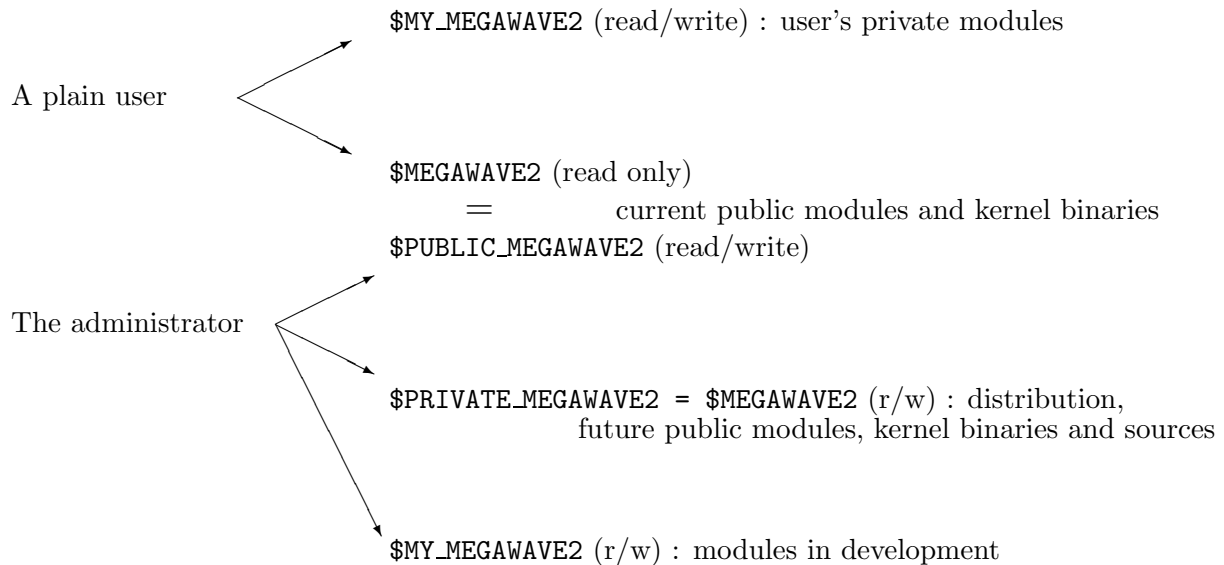 $MY_MEGAWAVE2 (read/write) : user's private modules
A plain user
$MEGAWAVE2 (read only)
= current public modules and kernel binaries
$PUBLIC_MEGAWAVE2 (read/write)
The administrator
$PRIVATE_MEGAWAVE2 = $MEGAWAVE2 (r/w) : distribution,
future public modules, kernel binaries and sources
$MY_MEGAWAVE2 (r/w) : modules in development